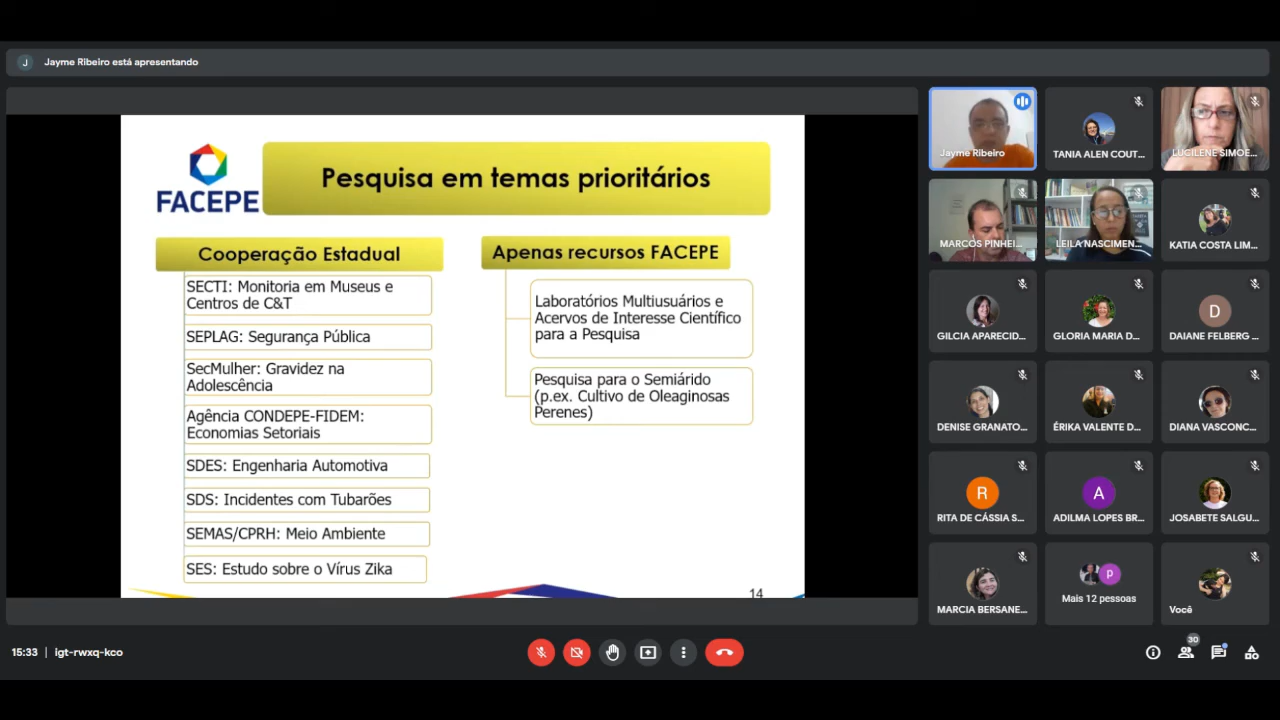 J
Jayme Ribeiro está apresentando
FACEPE
Pesquisa em temas prioritários
Cooperação Estadual
SECTI: Monitoria em Museus e
Centros de C&T
SEPLAG: Segurança Pública
SecMulher: Gravidez na
Adolescência
Agência CONDEPE-FIDEM:
Economias Setoriais
SDES: Engenharia Automotiva
SDS: Incidentes com Tubarões
SEMAS/CPRH: Meio Ambiente
SES: Estudo sobre o Vírus Zika
Apenas recursos FACEPE
Laboratórios Multiusuários e
Acervos de Interesse Científico
para a Pesquisa
Pesquisa para o Semiárido
(p.ex. Cultivo de Oleaginosas
Perenes)
14
Jayme Ribeiro
TANIA ALEN COUT...
LUCILENE SIMOE...
MARCOS PINHEI...
LEILA NASCIMEN...
KATIA COSTA LIM...
GILCIA APARECID...
GLORIA MARIA D...
D
DAIANE FELBERG ...
DENISE GRANATO...
ÉRIKA VALENTE D...
DIANA VASCONC...
R
RITA DE CÁSSIA S...
A
ADILMA LOPES BR...
JOSABETE SALGU...
MARCIA BERSANE...
P
Mais 12 pessoas
Você
15:33 | igt-rwxq-kco
30